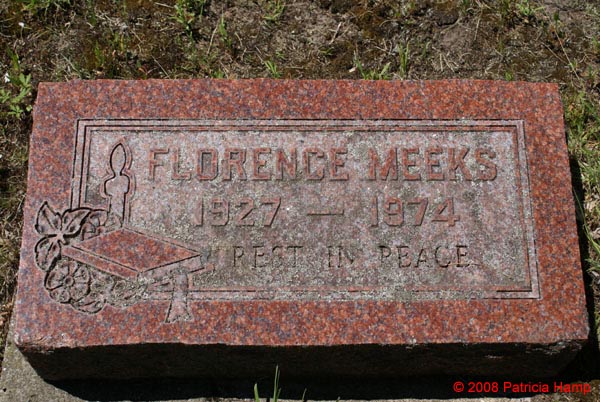 FLORENCE MEEKS
1927 — 1974
REST IN PEACE
© 2008 Patricia Hamp